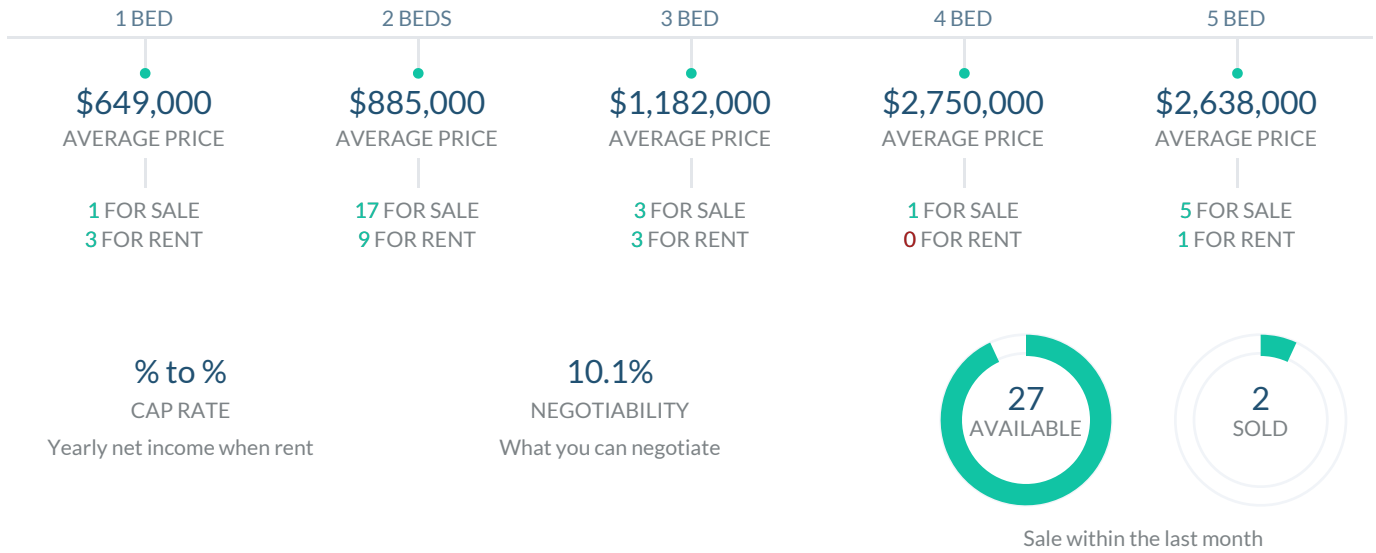 1 BED
2 BEDS
3 BED
4 BED
5 BED
$649,000
AVERAGE PRICE
1 FOR SALE
3 FOR RENT
$885,000
AVERAGE PRICE
17 FOR SALE
9 FOR RENT
$1,182,000
AVERAGE PRICE
3 FOR SALE
3 FOR RENT
$2,750,000
AVERAGE PRICE
1 FOR SALE
0 FOR RENT
$2,638,000
AVERAGE PRICE
5 FOR SALE
1 FOR RENT
% to %
CAP RATE
Yearly net income when rent
10.1%
NEGOTIABILITY
What you can negotiate
27
AVAILABLE
2
SOLD
Sale within the last month